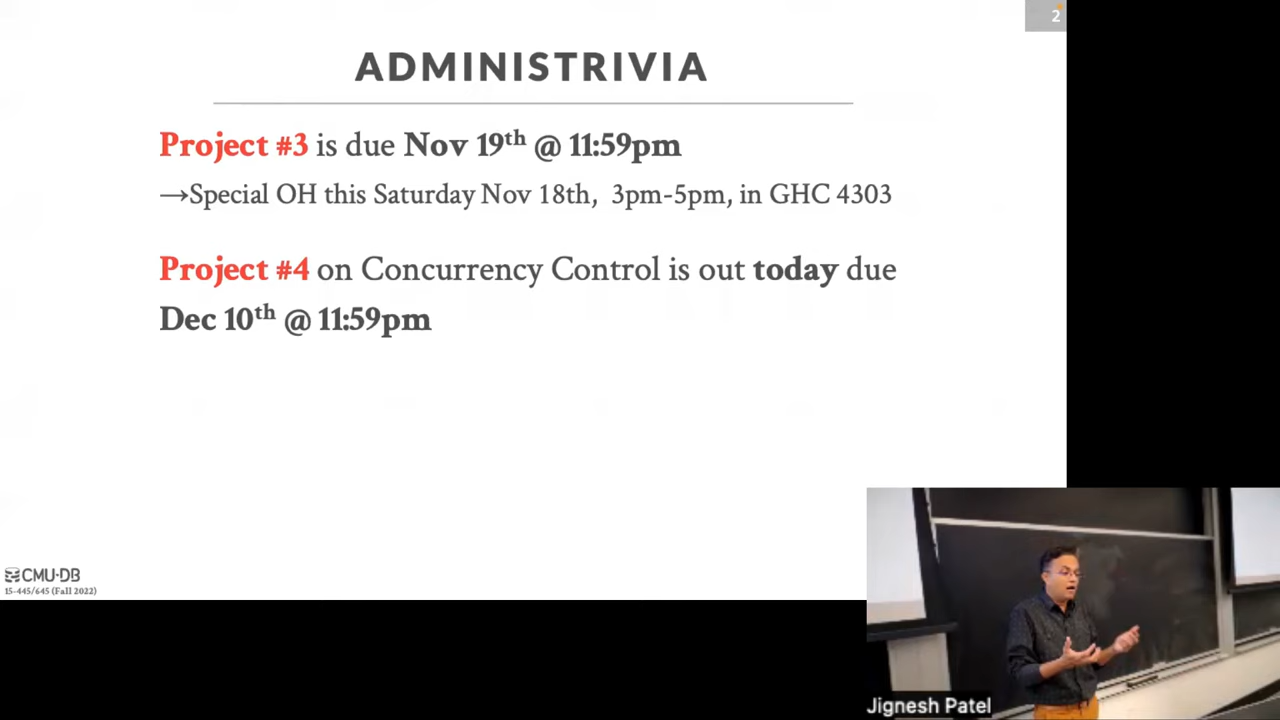 2
ADMINISTRIVIA
Project #3 is due Nov 19th @ 11:59pm
→Special OH this Saturday Nov 18th, 3pm-5pm, in GHC 4303
Project #4 on Concurrency Control is out today due
Dec 10th @ 11:59pm
CMU·DB
15-445/645 (Fall 2022)
Jignesh Patel